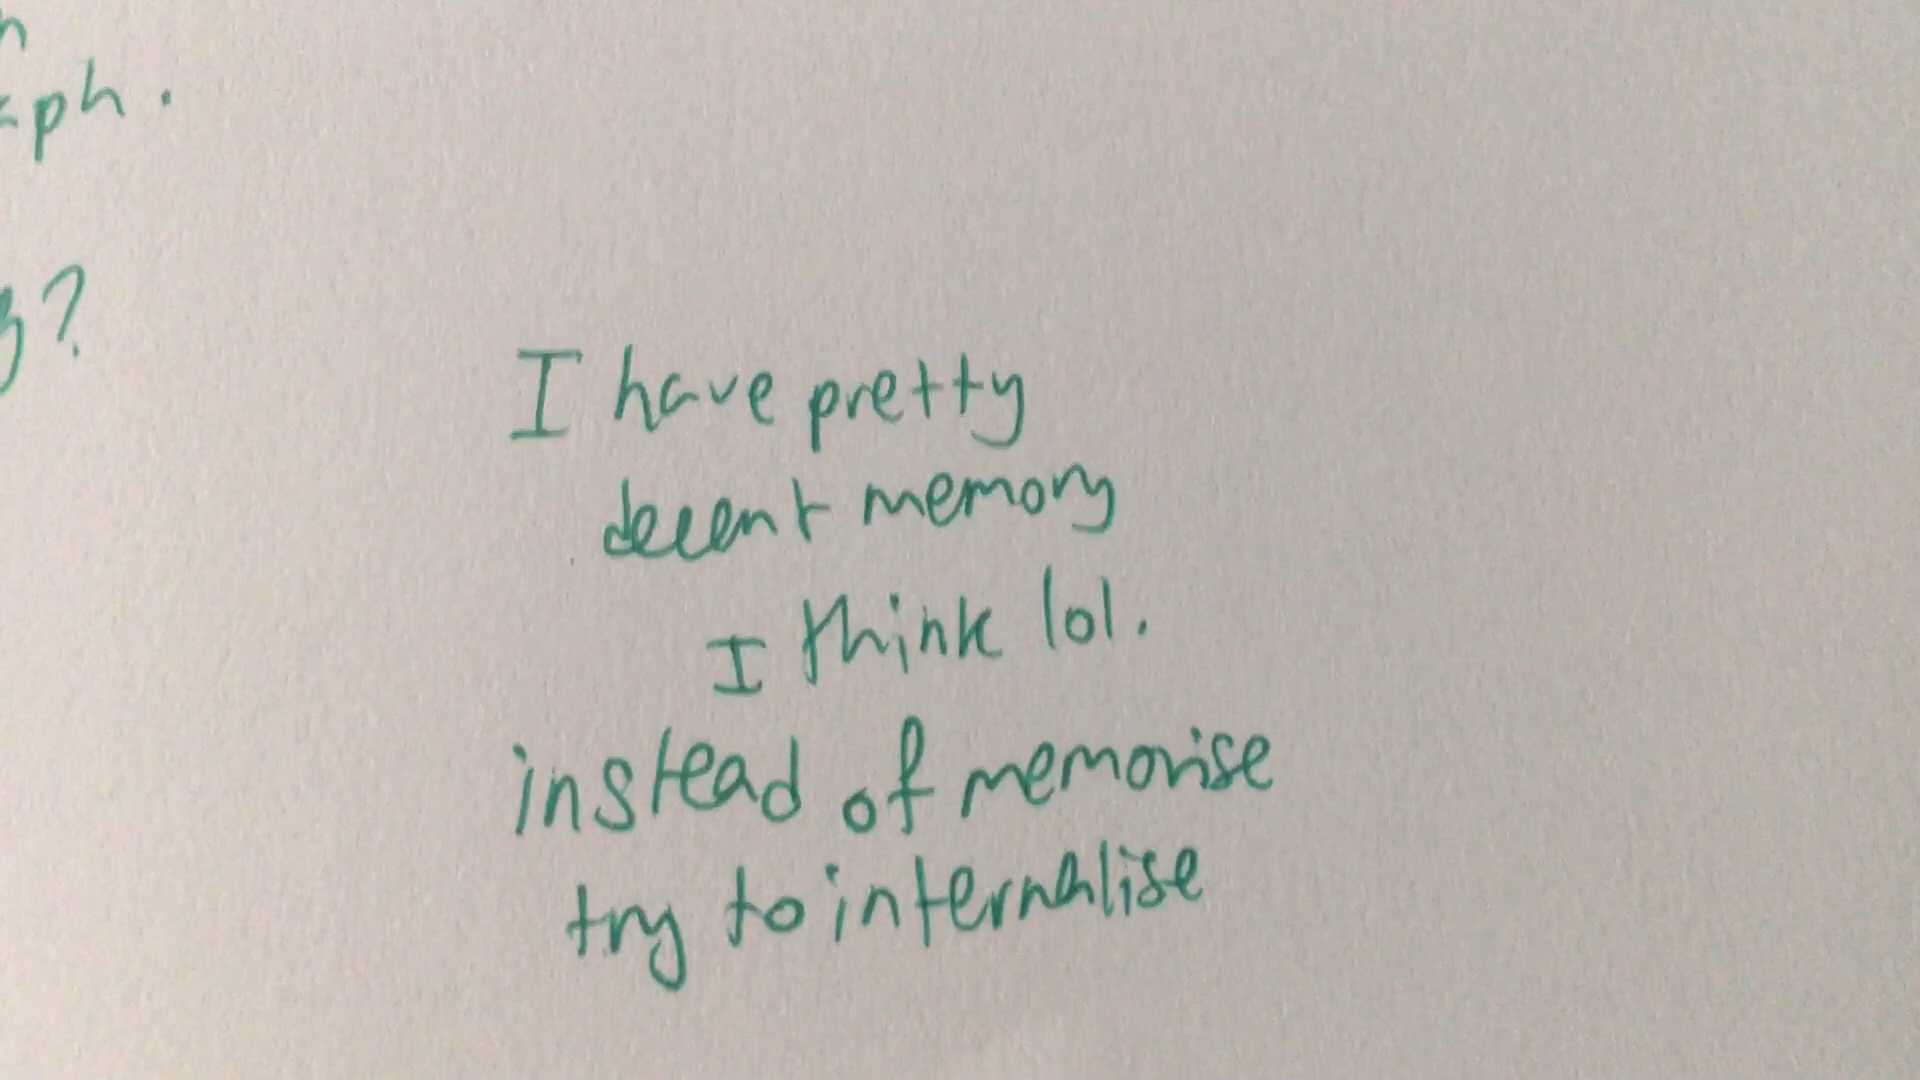 ph.
?
I have pretty
decent memory
I think lol.
instead of memorise
try to internalise